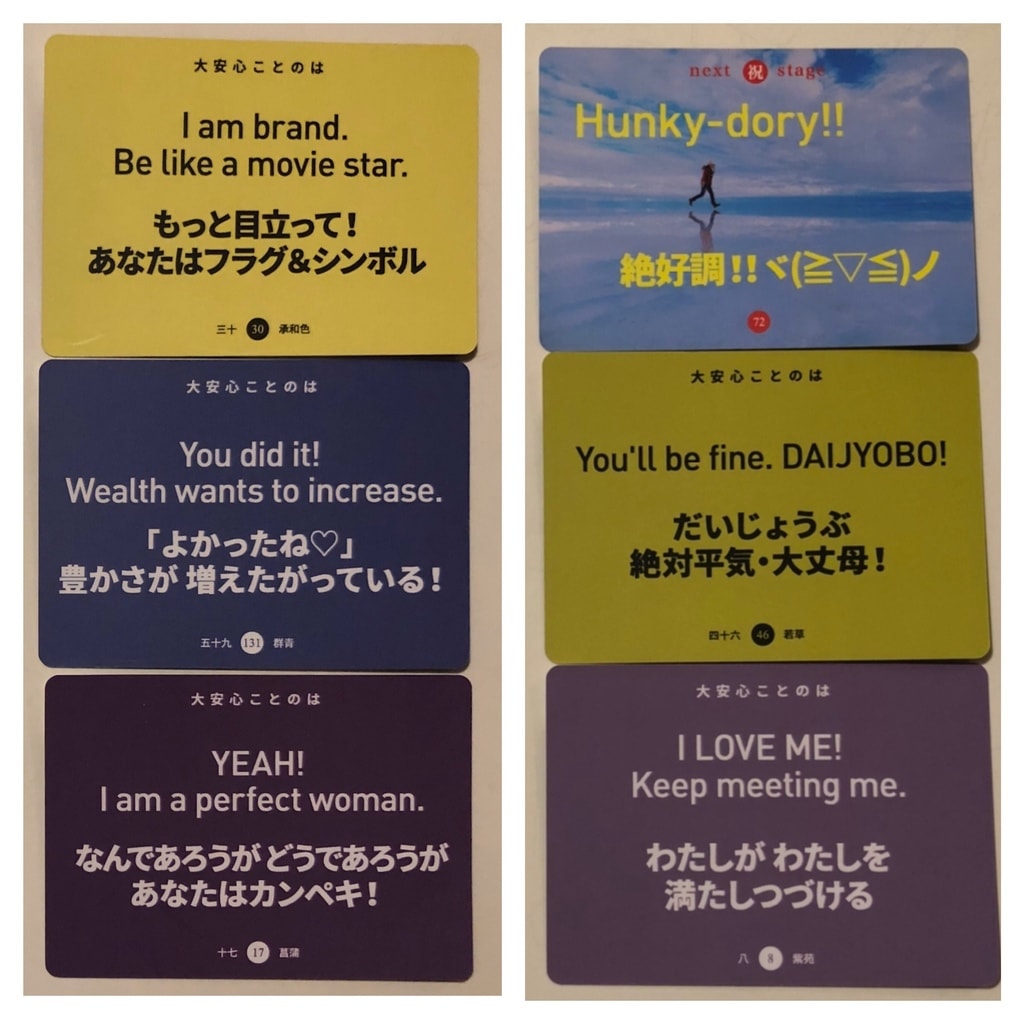 大安心ことのは
I am brand.
Be like a movie star.
もっと目立って！
あなたはフラグ&シンボル
三十 30 承和色
大安心ことのは
You did it!
Wealth wants to increase.
「よかったね♡」
豊かさが 増えたがっている！
五十九 131 群青
大安心ことのは
YEAH!
I am a perfect woman.
なんであろうが どうであろうが
あなたはカンペキ！
十七 17 菖蒲
next 祝 stage
Hunky-dory!!
絶好調!!ヾ(≧▽≦)ノ
72
大安心ことのは
You'll be fine. DAIJYOBO!
だいじょうぶ
絶対平気・大丈母！
四十六 46 若草
大安心ことのは
I LOVE ME!
Keep meeting me.
わたしが わたしを
満たしつづける
八 8 紫苑